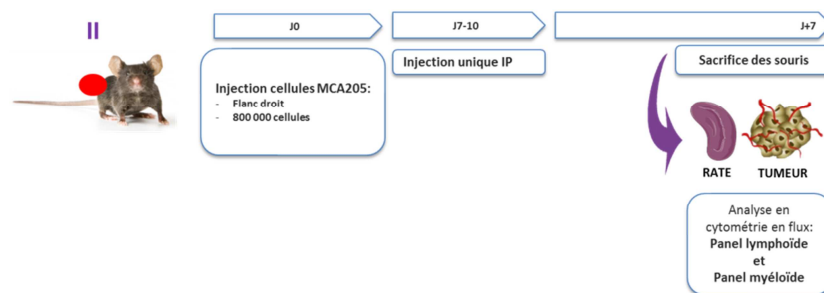 II
J0
J7-10
J+7
Injection cellules MCA205:
- Flanc droit
- 800 000 cellules
Injection unique IP
Sacrifice des souris
RATE
TUMEUR
Analyse en
cytométrie en flux:
Panel lymphoïde
et
Panel myéloïde